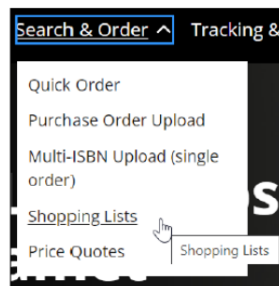 Search & Order Tracking &
Quick Order
Purchase Order Upload
Multi-ISBN Upload (single
order)
Shopping Lists
Price Quotes
Shopping Lists